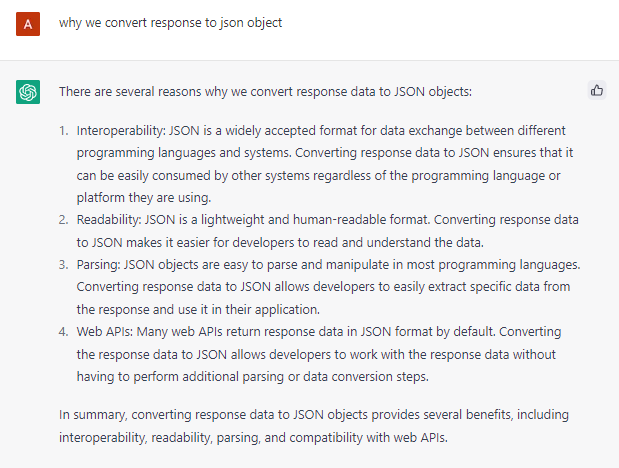 A
why we convert response to json object
There are several reasons why we convert response data to JSON objects:
1. Interoperability: JSON is a widely accepted format for data exchange between different
programming languages and systems. Converting response data to JSON ensures that it
can be easily consumed by other systems regardless of the programming language or
platform they are using.
2. Readability: JSON is a lightweight and human-readable format. Converting response data
to JSON makes it easier for developers to read and understand the data.
3. Parsing: JSON objects are easy to parse and manipulate in most programming languages.
Converting response data to JSON allows developers to easily extract specific data from
the response and use it in their application.
4. Web APIs: Many web APIs return response data in JSON format by default. Converting
the response data to JSON allows developers to work with the response data without
having to perform additional parsing or data conversion steps.
In summary, converting response data to JSON objects provides several benefits, including
interoperability, readability, parsing, and compatibility with web APIs.